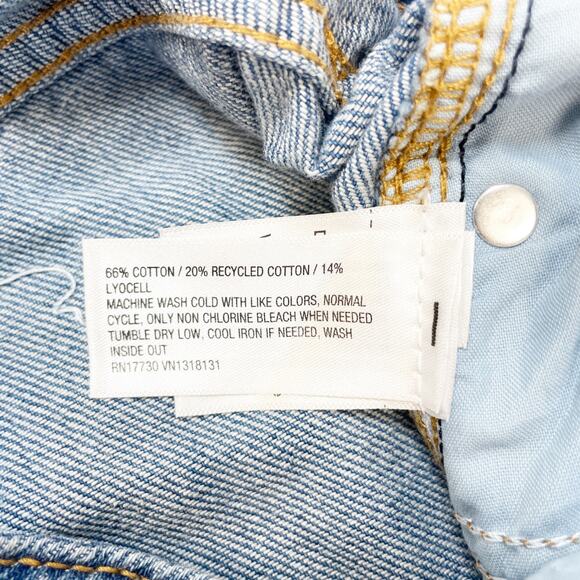 66% COTTON / 20% RECYCLED COTTON / 14%
LYOCELL
MACHINE WASH COLD WITH LIKE COLORS, NORMAL
CYCLE, ONLY NON CHLORINE BLEACH WHEN NEEDED
TUMBLE DRY LOW, COOL IRON IF NEEDED, WASH
INSIDE OUT
RN17730 VN1318131